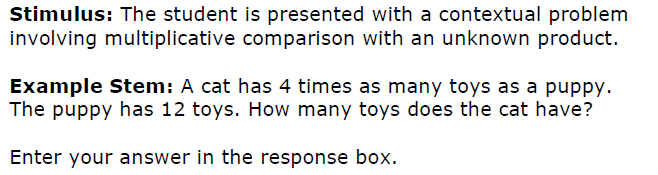 Stimulus: The student is presented with a contextual problem
involving multiplicative comparison with an unknown product.
Example Stem: A cat has 4 times as many toys as a puppy.
The puppy has 12 toys. How many toys does the cat have?
Enter your answer in the response box.